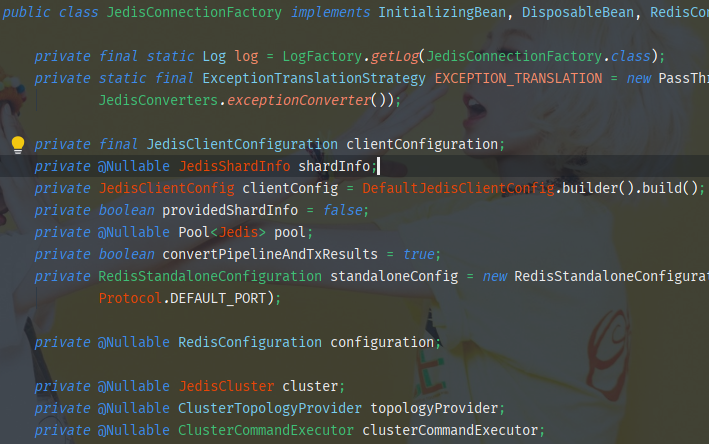 public class JedisConnectionFactory implements InitializingBean, DisposableBean, RedisCon
private final static Log log = LogFactory.getLog(JedisConnectionFactory.class);
private static final ExceptionTranslationStrategy EXCEPTION_TRANSLATION = new PassThr
JedisConverters.exceptionConverter());
private final JedisClientConfiguration clientConfiguration;
private @Nullable JedisShardInfo shardInfo;
private JedisClientConfig clientConfig = DefaultJedisClientConfig.builder().build();
private boolean providedShardInfo = false;
private @Nullable Pool<Jedis> pool;
private boolean convertPipelineAndTxResults = true;
private RedisStandaloneConfiguration standaloneConfig = new RedisStandaloneConfigurat
Protocol.DEFAULT_PORT);
private @Nullable RedisConfiguration configuration;
private @Nullable JedisCluster cluster;
private @Nullable ClusterTopologyProvider topologyProvider;
private @Nullable ClusterCommandExecutor clusterCommandExecutor;